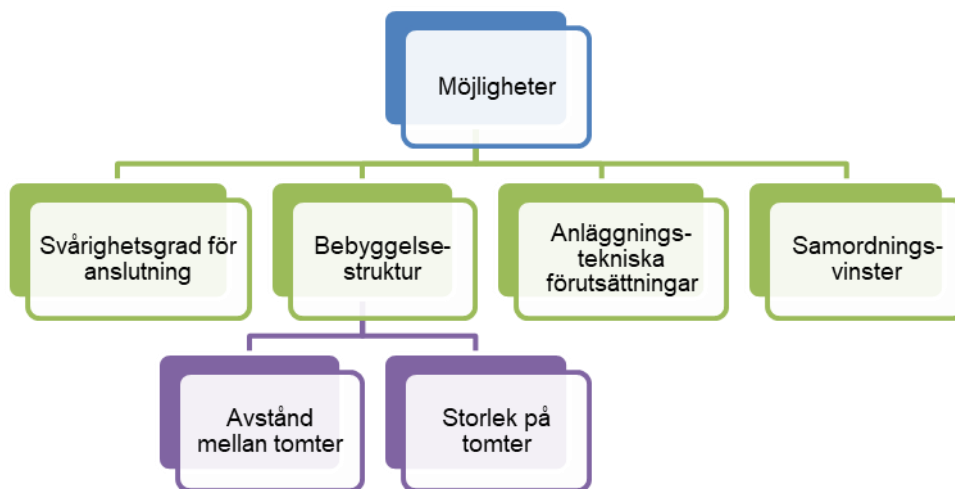 Möjligheter
Svårighetsgrad för
anslutning
Bebyggelse-
struktur
Anläggnings-
tekniska
förutsättningar
Samordnings-
vinster
Avstånd
mellan tomter
Storlek på
tomter